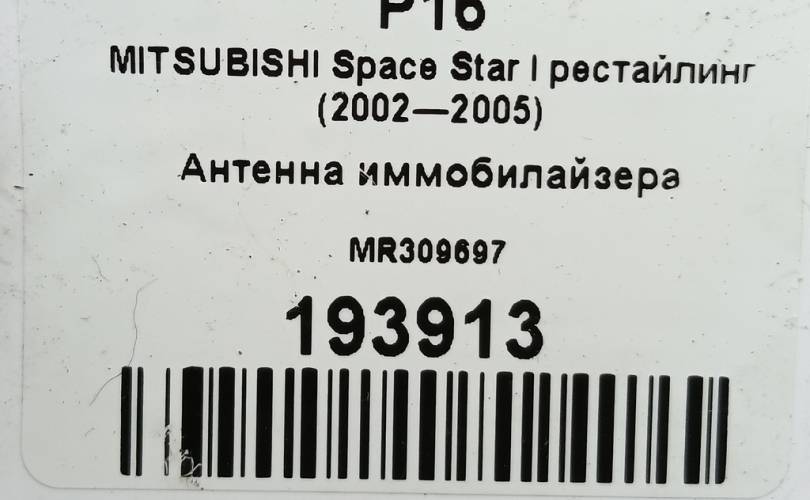 P16
MITSUBISHI Space Star I рестайлинг
(2002—2005)
Антенна иммобилайзера
MR309697
193913